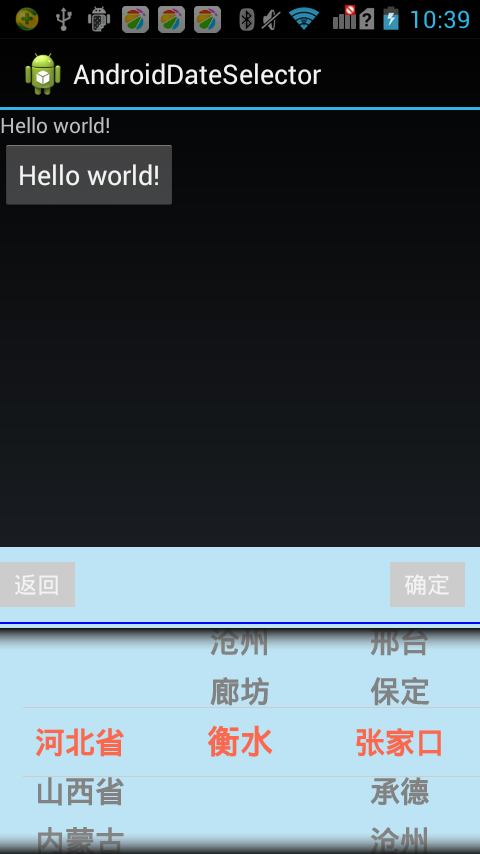 10:39
AndroidDateSelector
Hello world!
Hello world!
返回 确定
沧州 邢台
廊坊 保定
河北省 衡水 张家口
山西省 承德
内蒙古 沧州